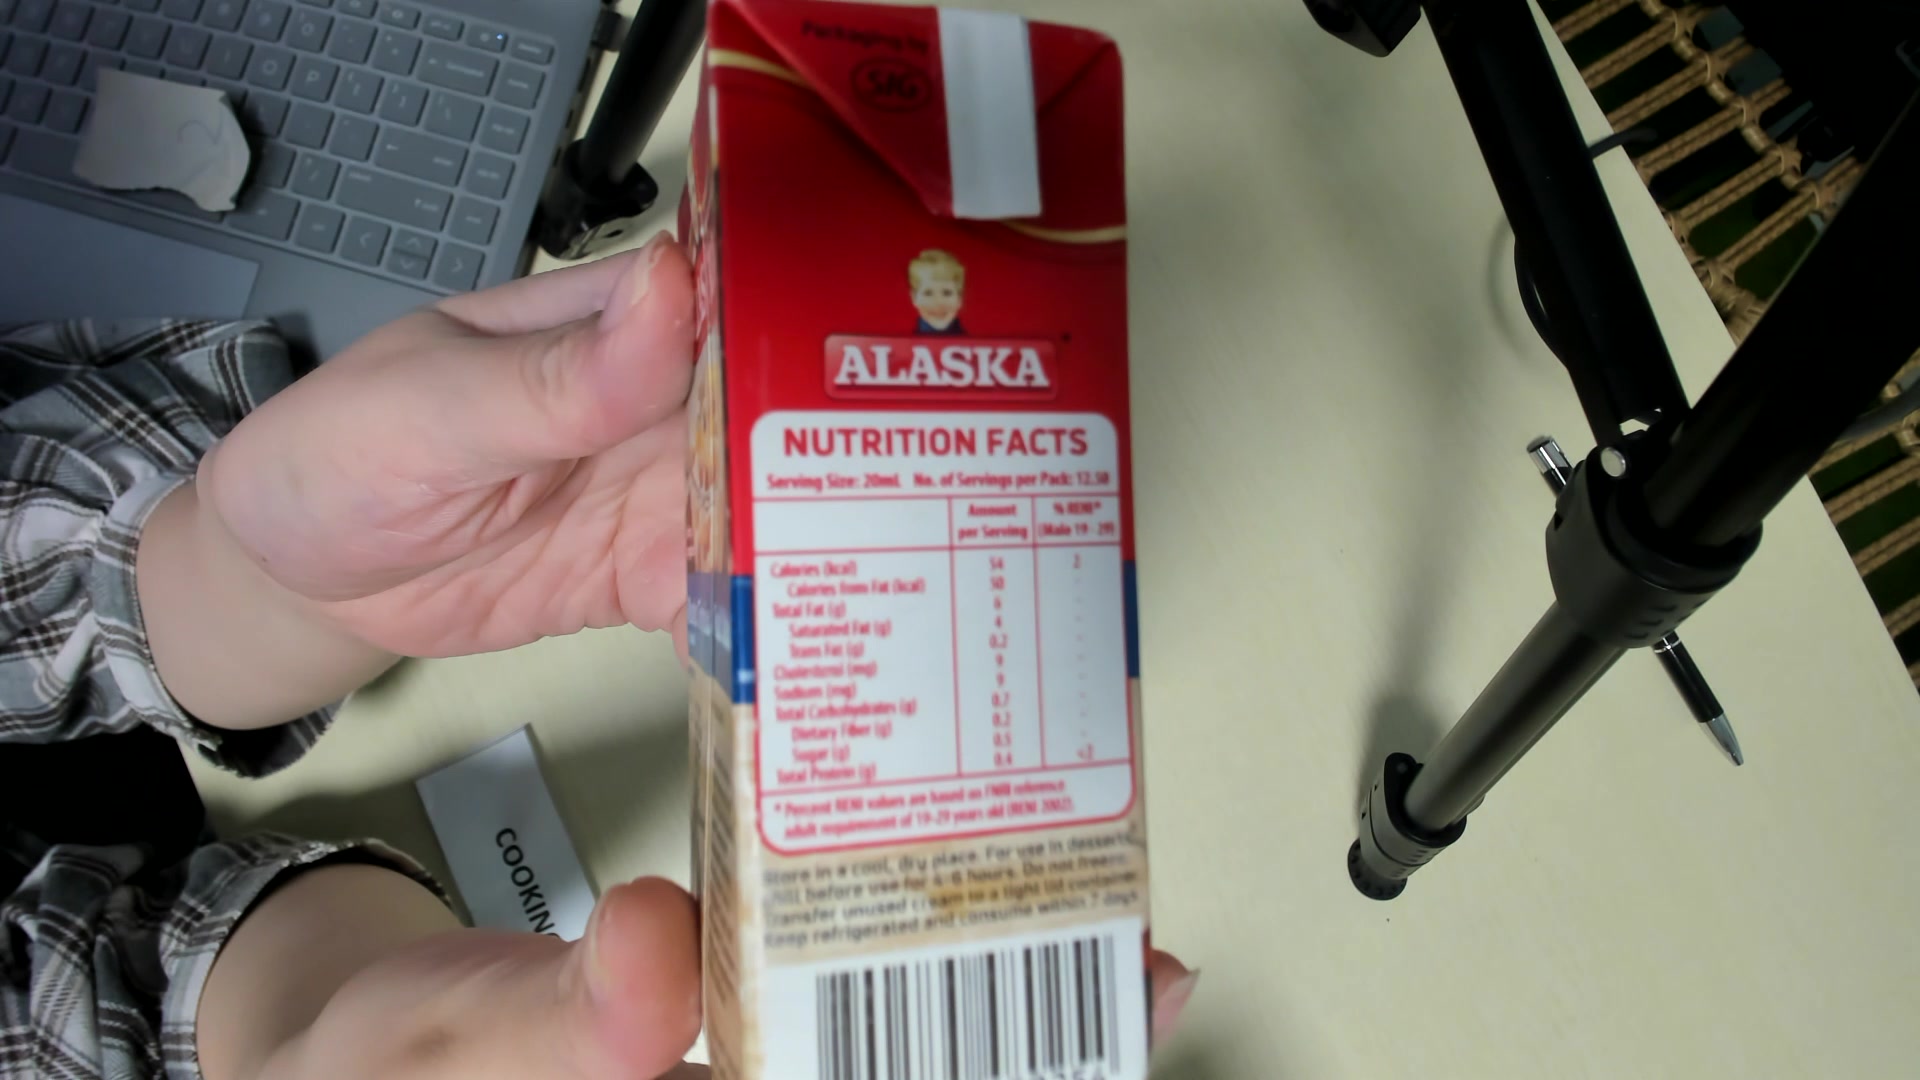 Packaging by
SIG
ALASKA
NUTRITION FACTS
Serving Size: 20mL No. of Servings per Pack: 12.50
Amount per Serving
% RENI* (Male 19 - 29)
Calories (kcal) 54 2
Calories from Fat (kcal) 50 -
Total Fat (g) 6 -
Saturated Fat (g) 4 -
Trans Fat (g) 0.2 -
Cholesterol (mg) 9 -
Sodium (mg) 9 -
Total Carbohydrates (g) 0.7 -
Dietary Fiber (g) 0.2 -
Sugar (g) 0.5 -
Total Protein (g) 0.4 <2
* Percent RENI values are based on FNRI reference
adult requirement of 19-29 years old (RENI 2002).
Store in a cool, dry place. For use in desserts,
chill before use for 4-6 hours. Do not freeze.
Transfer unused cream to a tight lid container.
Keep refrigerated and consume within 7 days
COOKING